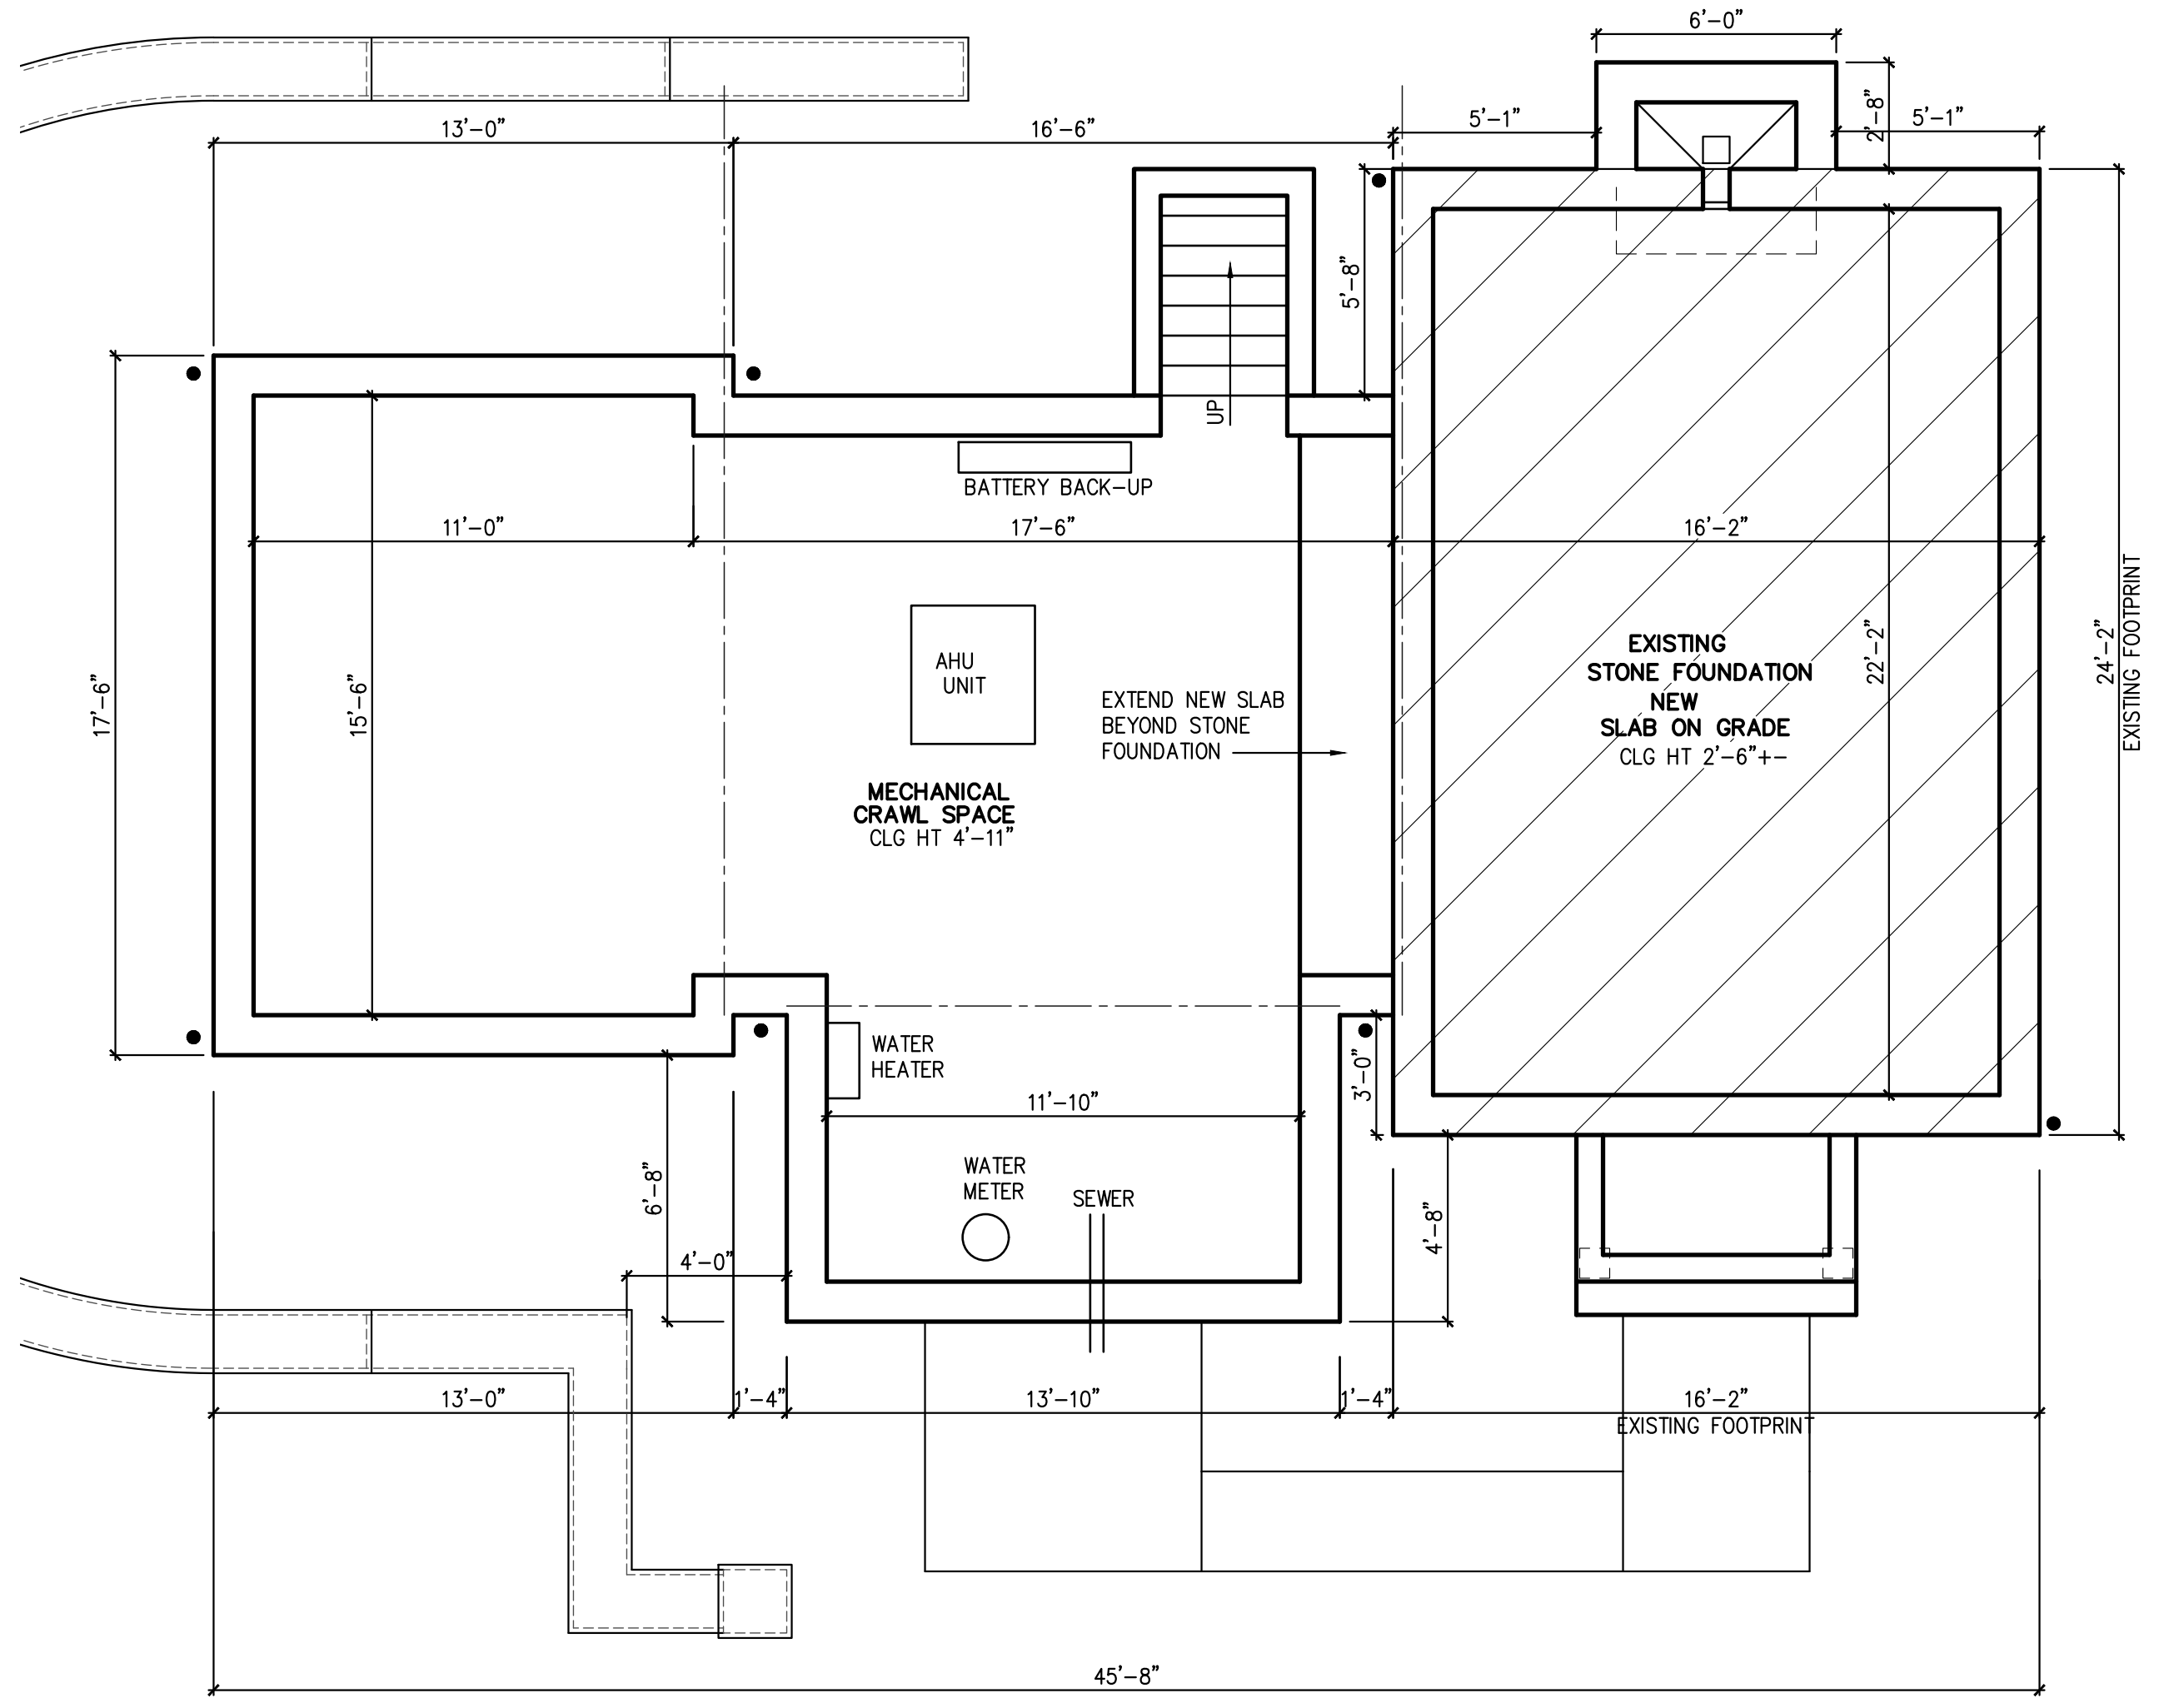 6'-0"
2'-8"
5'-1"
5'-1"
13'-0"
16'-6"
5'-8"
UP
BATTERY BACK-UP
11'-0"
17'-6"
16'-2"
17'-6"
15'-6"
AHU
UNIT
EXTEND NEW SLAB
BEYOND STONE
FOUNDATION
EXISTING
STONE FOUNDATION
NEW
SLAB ON GRADE
CLG HT 2'-6"+-
22'-2"
24'-2"
EXISTING FOOTPRINT
MECHANICAL
CRAWL SPACE
CLG HT 4'-11"
WATER
HEATER
3'-0"
11'-10"
6'-8"
WATER
METER
SEWER
4'-8"
4'-0"
13'-0"
1'-4"
13'-10"
1'-4"
16'-2"
EXISTING FOOTPRINT
45'-8"